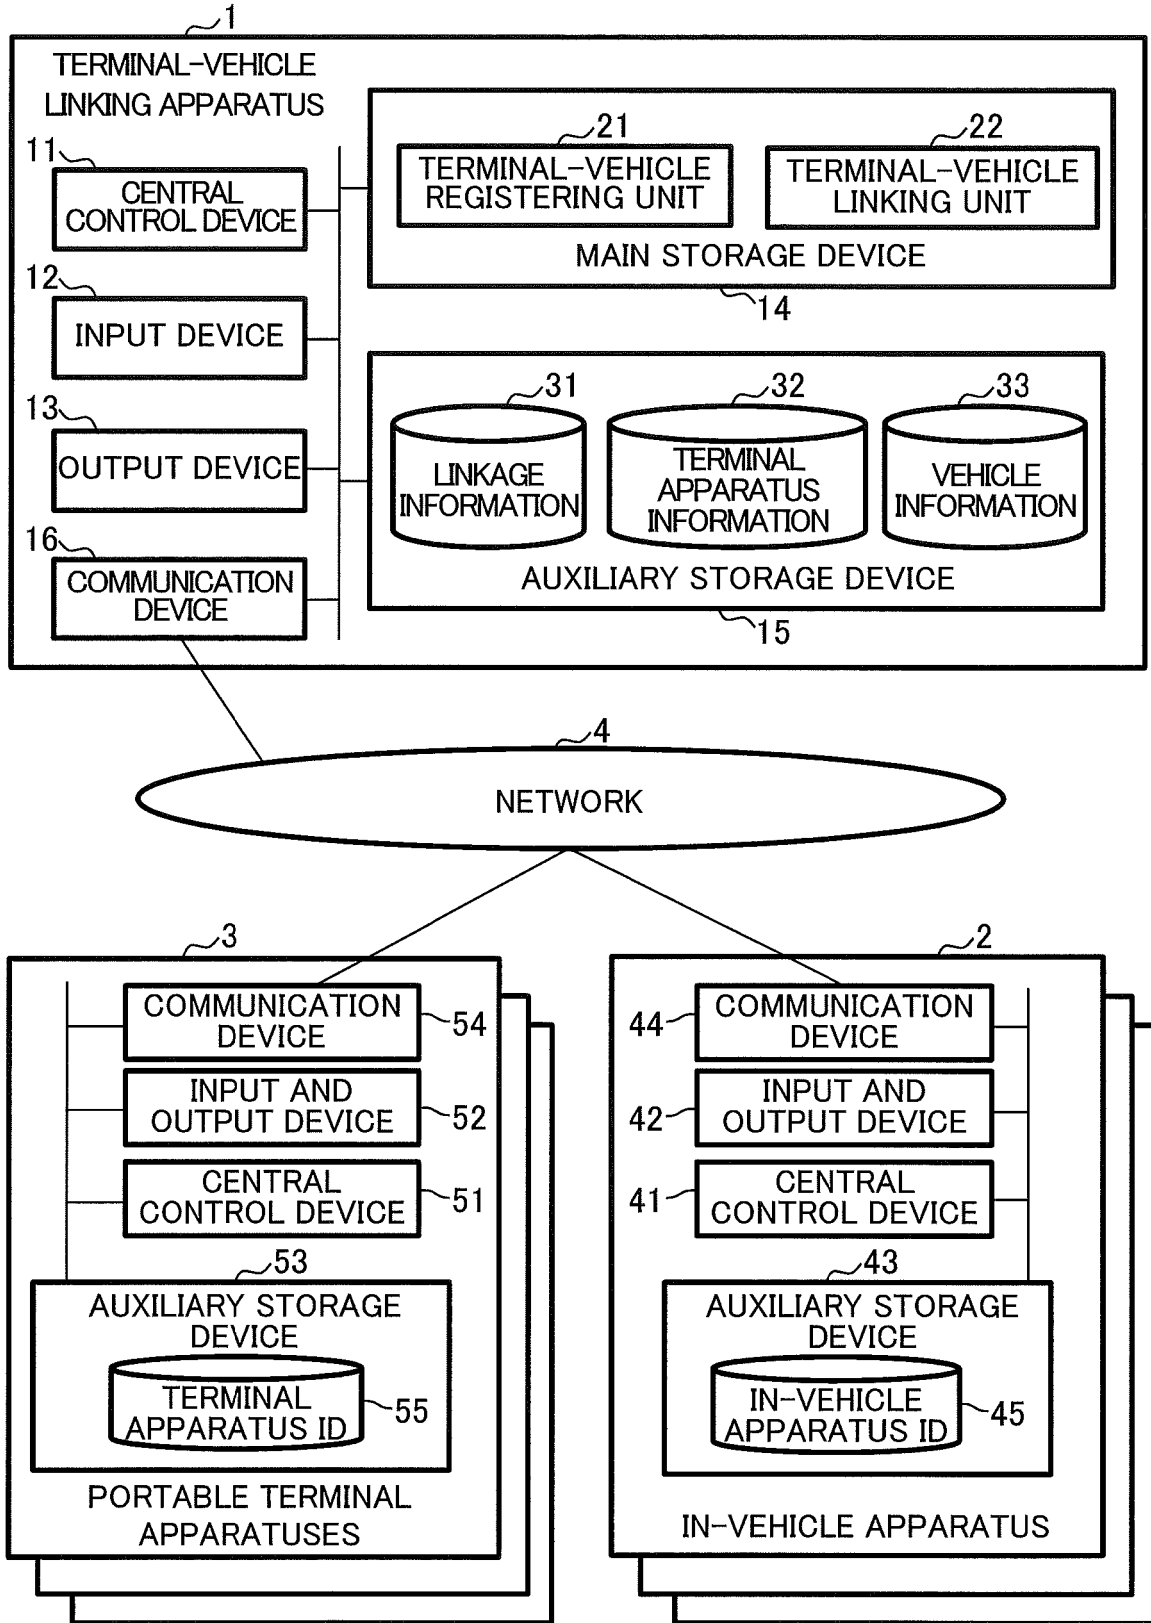 1
TERMINAL-VEHICLE
LINKING APPARATUS
11
CENTRAL
CONTROL DEVICE
12
INPUT DEVICE
13
OUTPUT DEVICE
16
COMMUNICATION
DEVICE
21
TERMINAL-VEHICLE
REGISTERING UNIT
22
TERMINAL-VEHICLE
LINKING UNIT
MAIN STORAGE DEVICE
14
31
LINKAGE
INFORMATION
32
TERMINAL
APPARATUS
INFORMATION
33
VEHICLE
INFORMATION
AUXILIARY STORAGE DEVICE
15
4
NETWORK
3
COMMUNICATION
DEVICE
54
INPUT AND
OUTPUT DEVICE
52
CENTRAL
CONTROL DEVICE
51
53
AUXILIARY STORAGE
DEVICE
TERMINAL
APPARATUS ID
55
PORTABLE TERMINAL
APPARATUSES
2
COMMUNICATION
DEVICE
44
INPUT AND
OUTPUT DEVICE
42
CENTRAL
CONTROL DEVICE
41
43
AUXILIARY STORAGE
DEVICE
IN-VEHICLE
APPARATUS ID
45
IN-VEHICLE APPARATUS